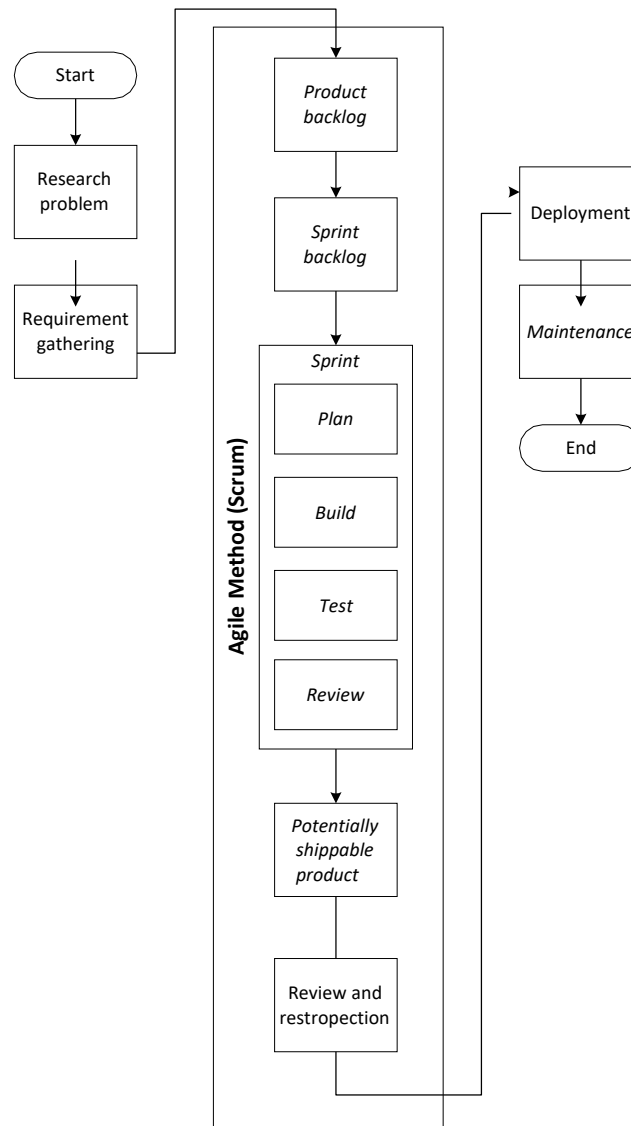 Start
Research
problem
Requirement
gathering
Agile Method (Scrum)
Product
backlog
Sprint
backlog
Sprint
Plan
Build
Test
Review
Potentially
shippable
product
Review and
restropection
Deployment
Maintenance
End